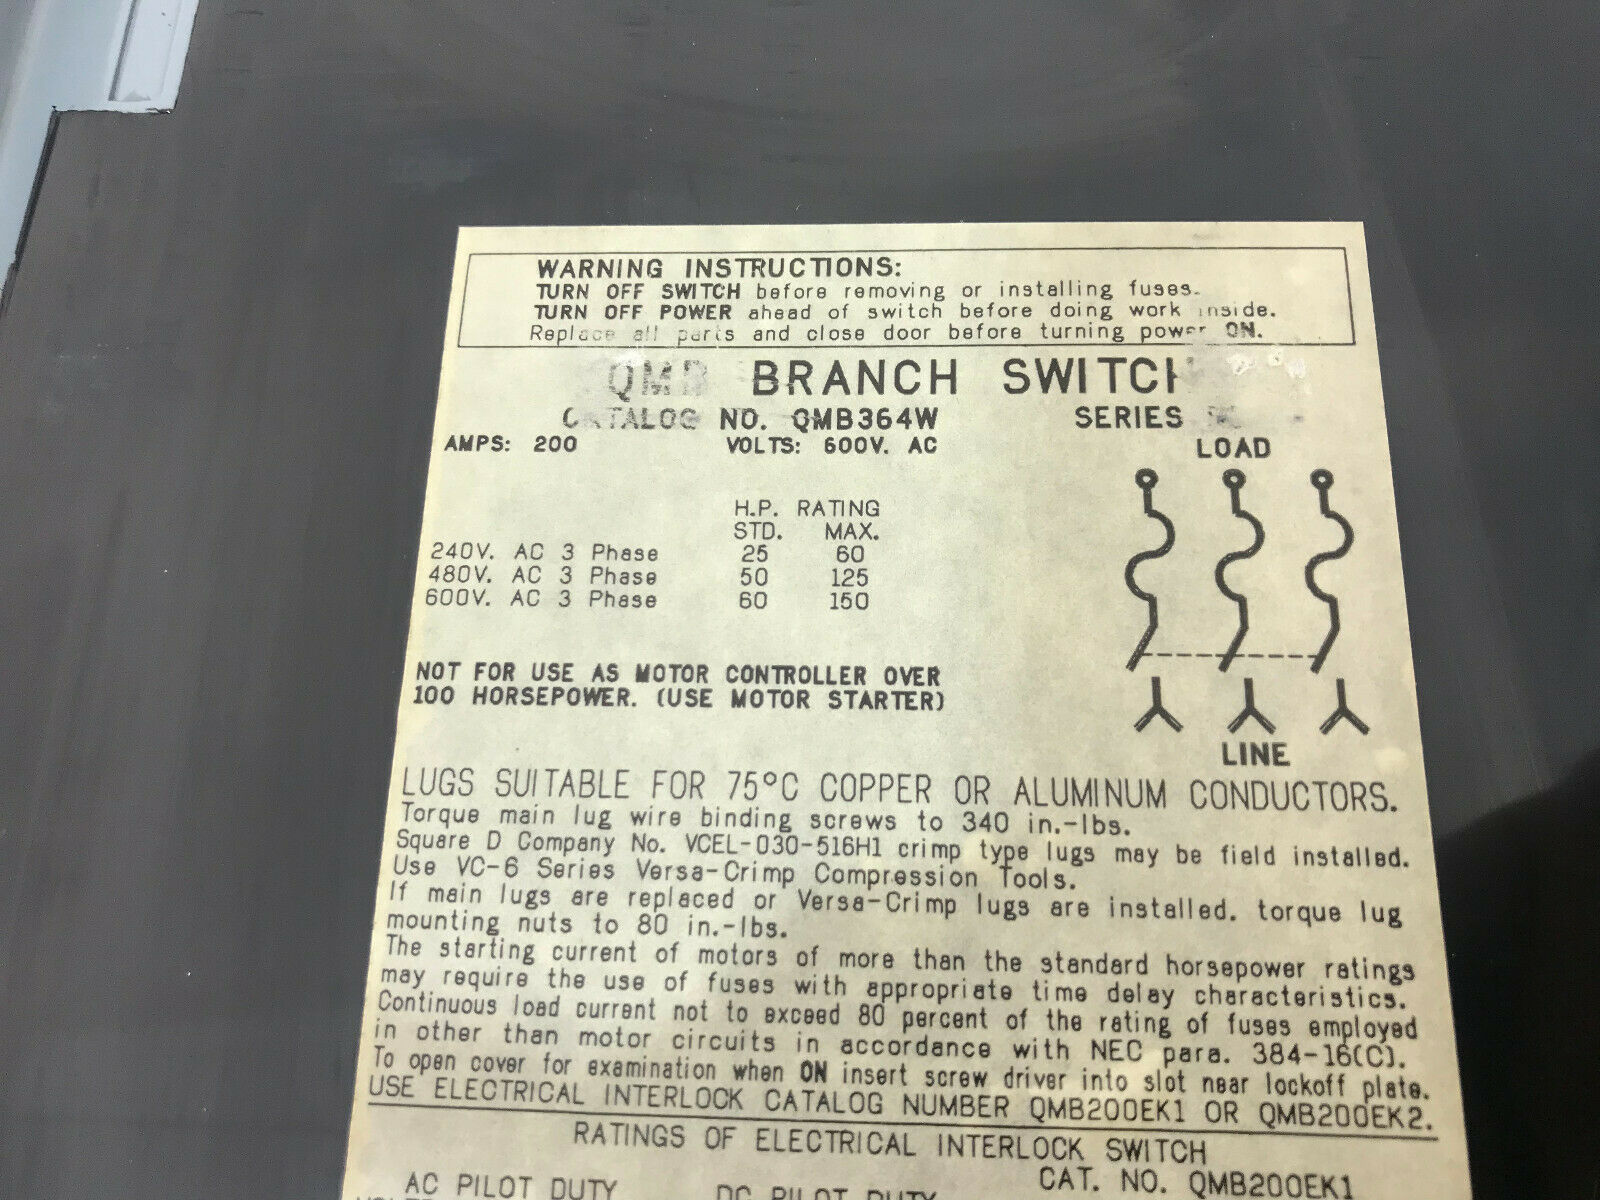 WARNING INSTRUCTIONS:
TURN OFF SWITCH before removing or installing fuses.
TURN OFF POWER ahead of switch before doing work inside.
Replace all parts and close door before turning power ON.
QMB BRANCH SWITCH
CATALOG NO. QMB364W SERIES
AMPS: 200 VOLTS: 600V. AC
LOAD
H.P. RATING
STD. MAX.
240V. AC 3 Phase 25 60
480V. AC 3 Phase 50 125
600V. AC 3 Phase 60 150
NOT FOR USE AS MOTOR CONTROLLER OVER
100 HORSEPOWER. (USE MOTOR STARTER)
LINE
LUGS SUITABLE FOR 75°C COPPER OR ALUMINUM CONDUCTORS.
Torque main lug wire binding screws to 340 in.-lbs.
Square D Company No. VCEL-030-516H1 crimp type lugs may be field installed.
Use VC-6 Series Versa-Crimp Compression Tools.
If main lugs are replaced or Versa-Crimp lugs are installed. torque lug
mounting nuts to 80 in.-lbs.
The starting current of motors of more than the standard horsepower ratings
may require the use of fuses with appropriate time delay characteristics.
Continuous load current not to exceed 80 percent of the rating of fuses employed
in other than motor circuits in accordance with NEC para. 384-16(C).
To open cover for examination when ON insert screw driver into slot near lockoff plate.
USE ELECTRICAL INTERLOCK CATALOG NUMBER QMB200EK1 OR QMB200EK2.
RATINGS OF ELECTRICAL INTERLOCK SWITCH
CAT. NO. QMB200EK1
AC PILOT DUTY DC PILOT DUTY